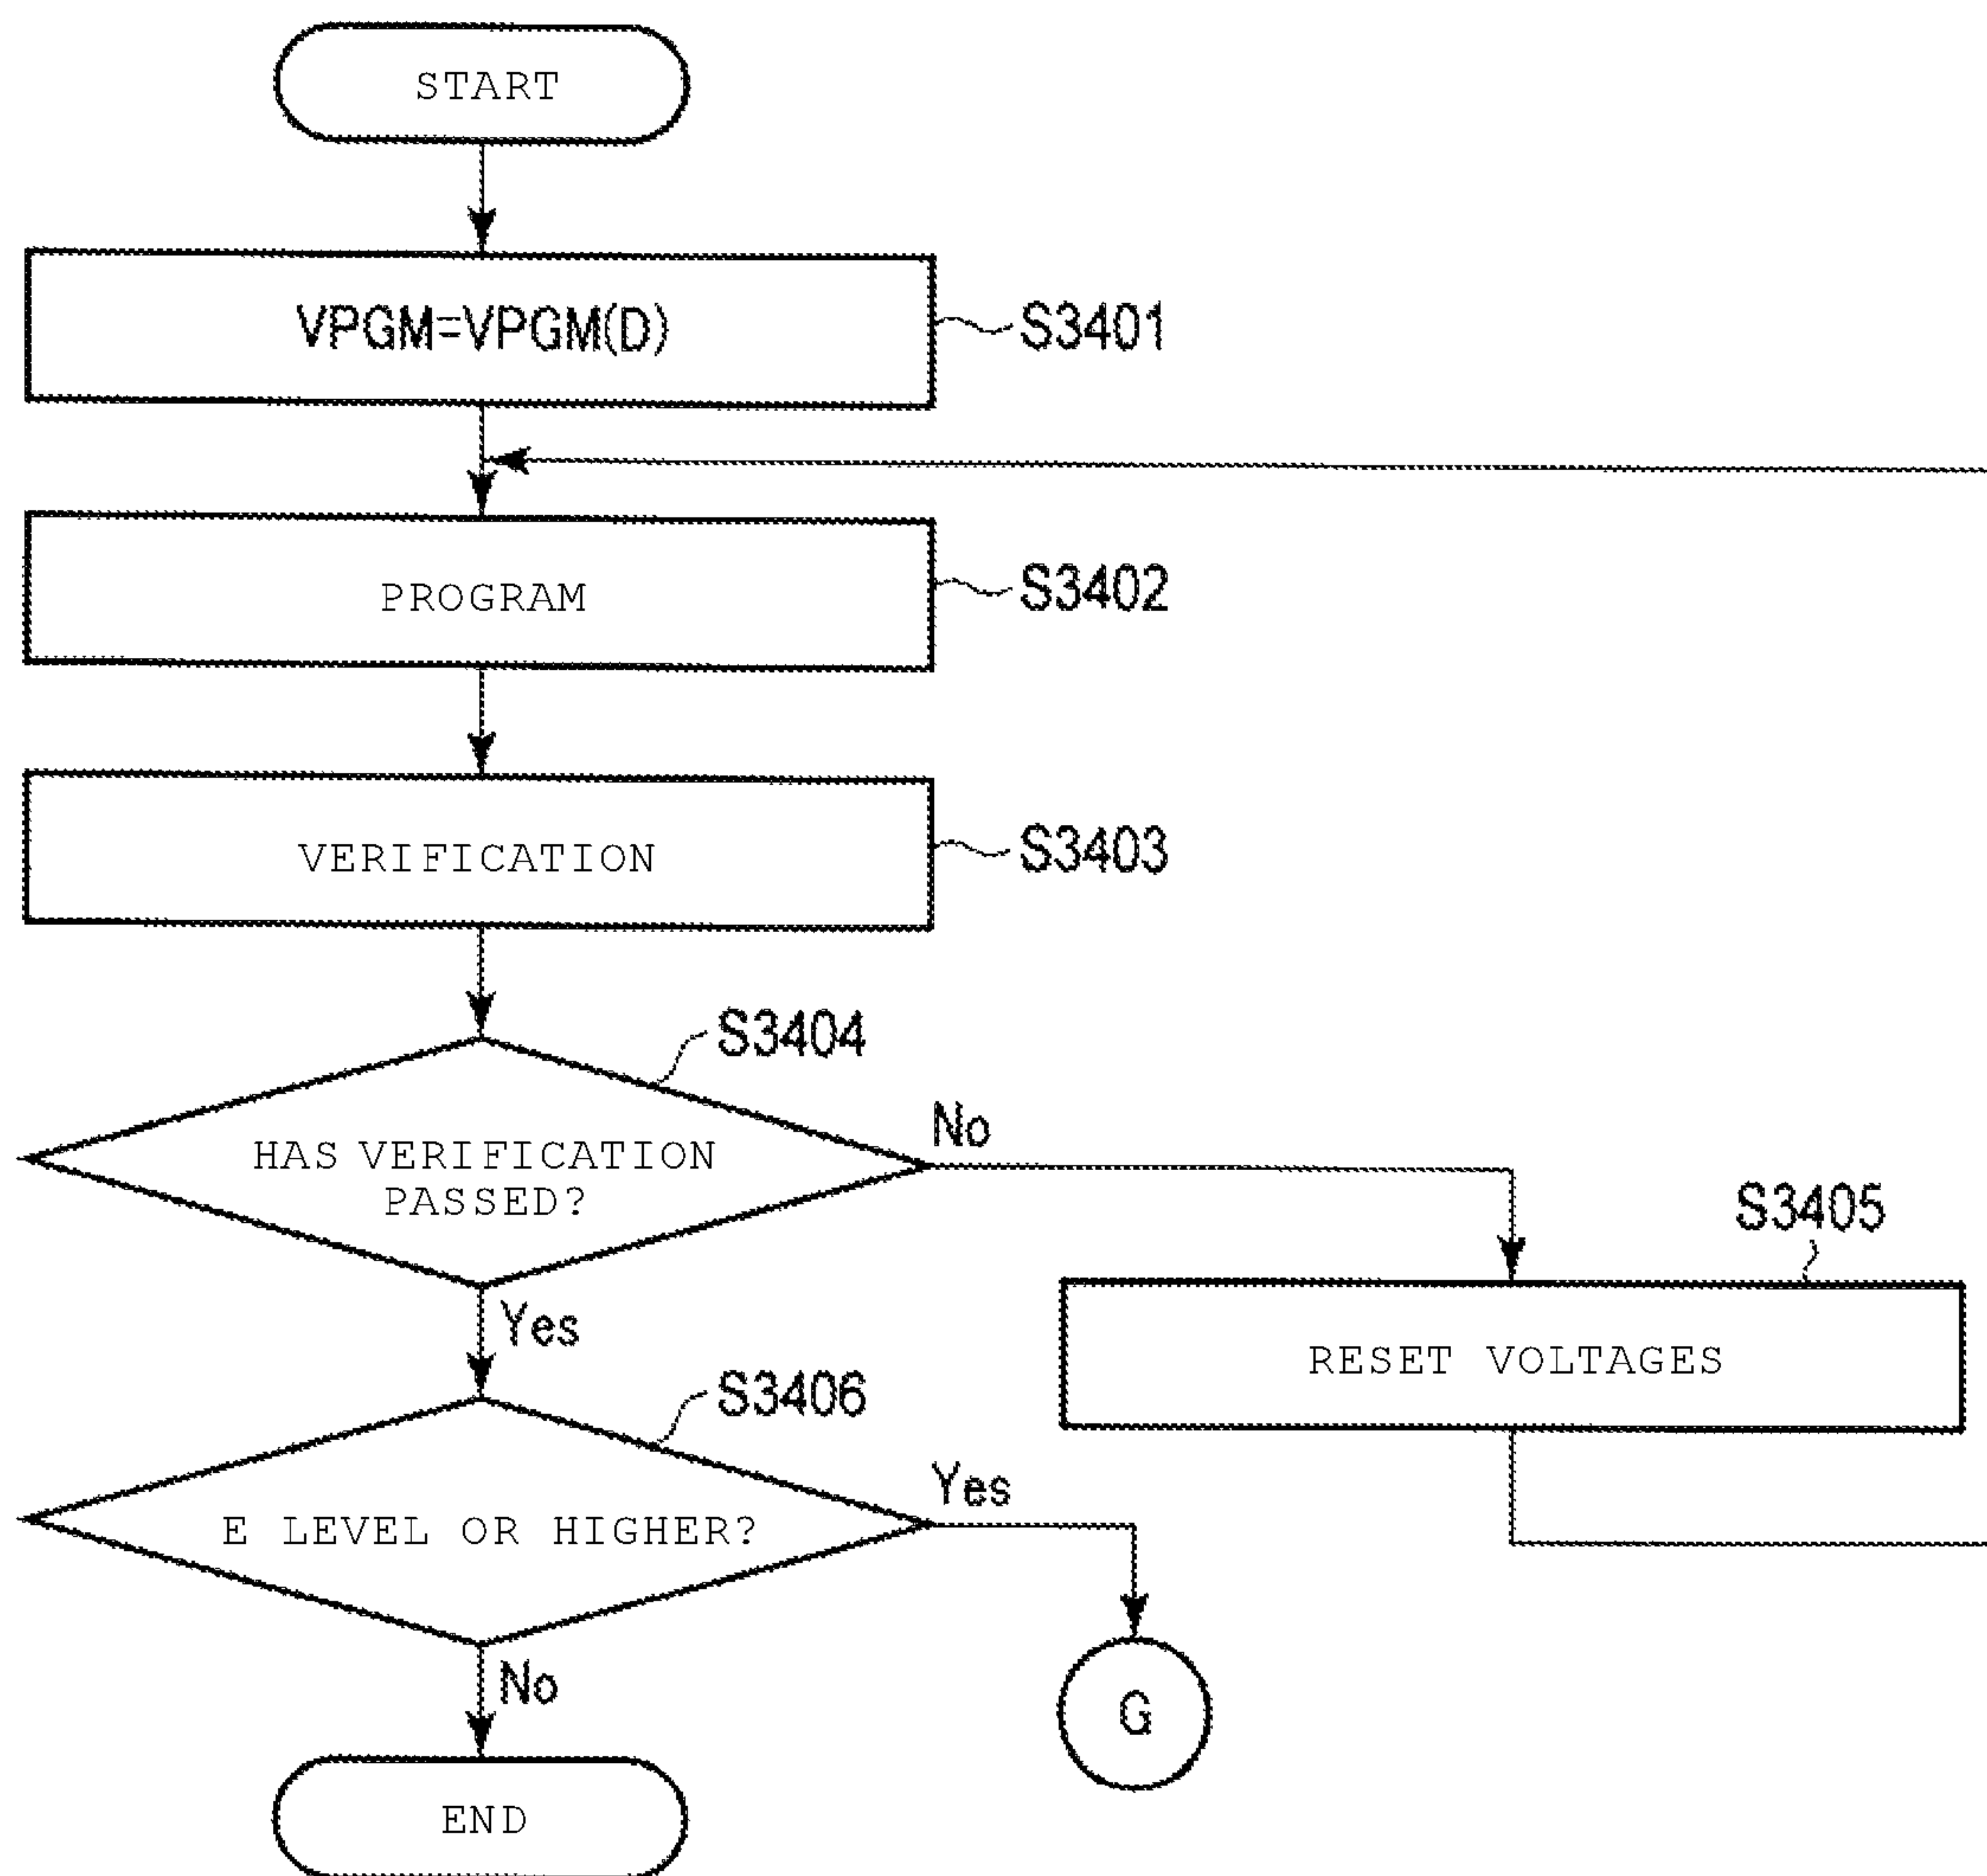 START
VPGM=VPGM(D)
S3401
PROGRAM
S3402
VERIFICATION
S3403
S3404
HAS VERIFICATION
PASSED?
No
Yes
S3405
RESET VOLTAGES
S3406
E LEVEL OR HIGHER?
Yes
No
G
END